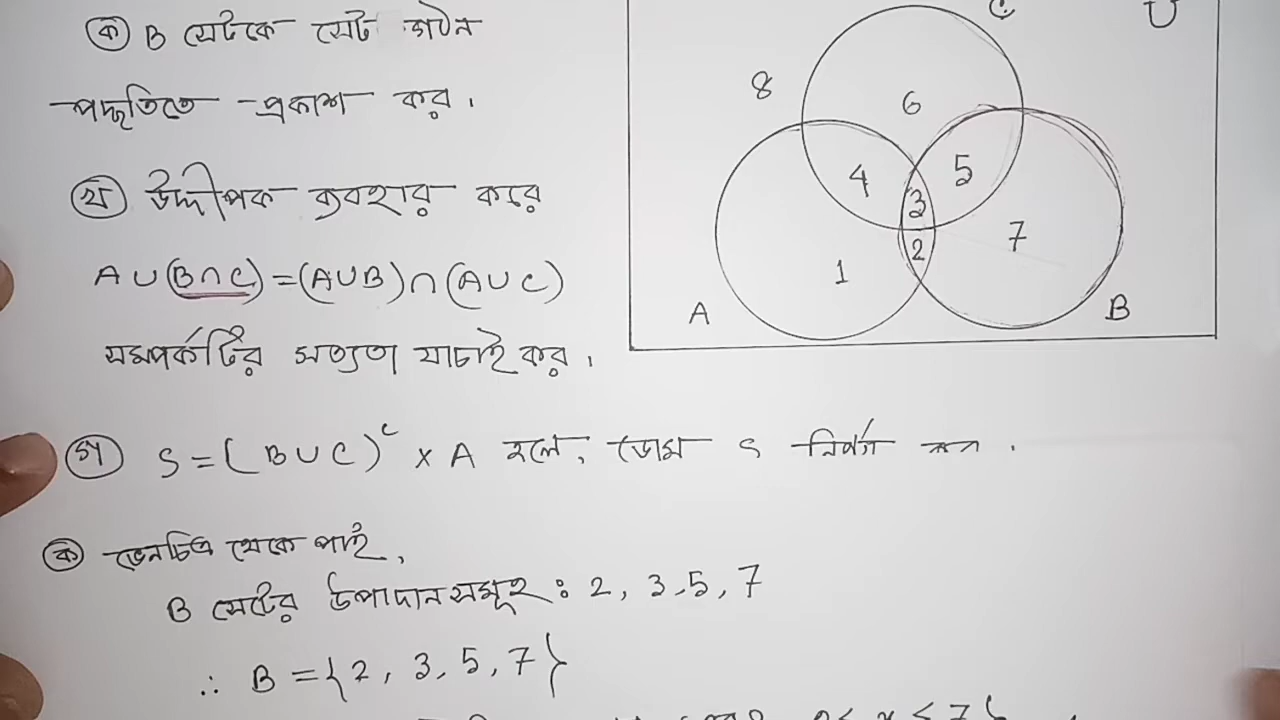 ক B সেটকে সেট গঠন
পদ্ধতিতে প্রকাশ কর।
খ উদ্দীপক ব্যবহার করে
A∪(B∩C)=(A∪B)∩(A∪C)
সম্পর্কটির সত্যতা যাচাই কর।
C
U
8
6
4
5
3
2
7
1
A
B
গ S=(B∪C)^c × A হলে, ডোম S নির্ণয় কর।
ক ভেনচিত্র থেকে পাই,
B সেটের উপাদানসমূহ: 2, 3, 5, 7
∴ B={2, 3, 5, 7}
x ≤ 7}